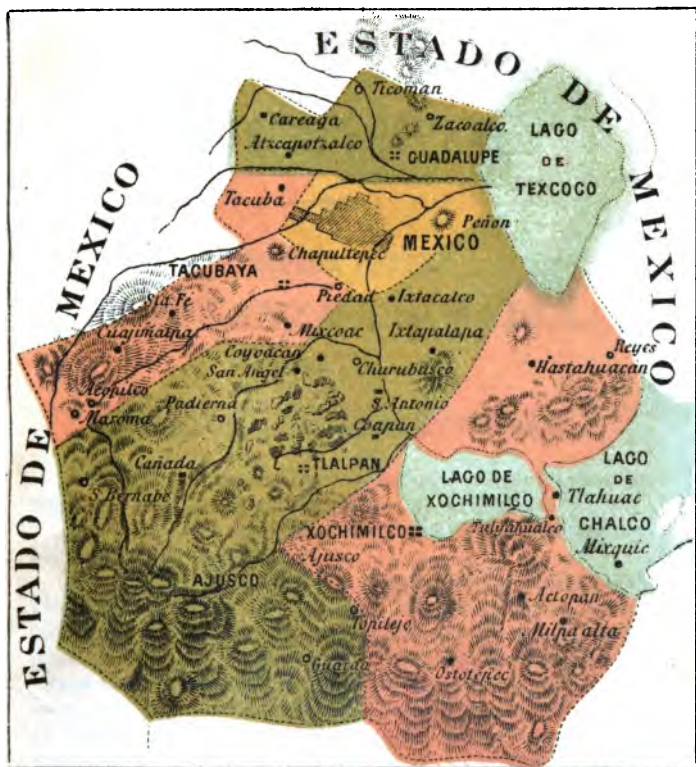 ESTADO DE MEXICO
ESTADO DE MEXICO
Ticoman
Careaga
Zacoalco.
Atzcapotzalco
GUADALUPE
LAGO
DE
TEXCOCO
Tacuba
Peñon
MEXICO
Chapultepec
TACUBAYA
Sta Fe
Piedad
Ixtacalco
Cuajimalpa
Mixcoac
Ixtapalapa
Reyes
Hastahuacan
Coyoacan
San Angel
Churubusco
Acopilco
Maroma
Padierna
S. Antonio
Coapan
Cañada
TLALPAN
S. Bernabe
LAGO DE
XOCHIMILCO
LAGO
DE
CHALCO
Tlahuac
Tulyahualco
Mixquic
XOCHIMILCO
Ajusco
AJUSCO
Actopan
Topilejo
Milpa alta
Guarda
Ostotepec